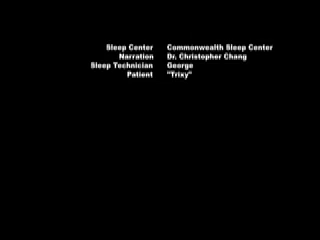 Sleep Center Commonwealth Sleep Center
Narration Dr. Christopher Chang
Sleep Technician George
Patient "Trixy"